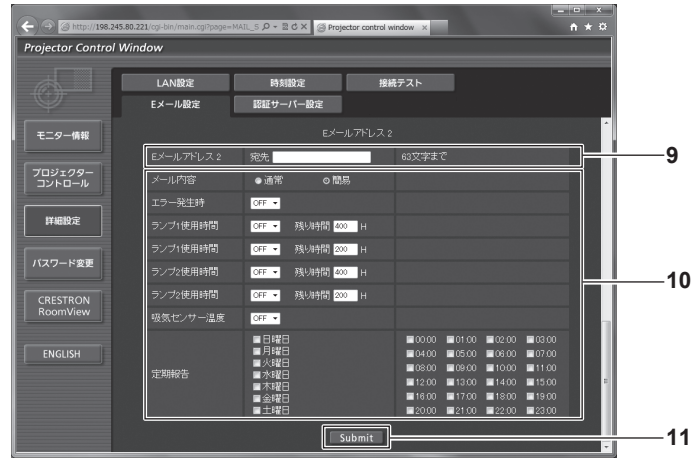 http://198.245.80.221/cgi-bin/main.cgi?page=MAIL_S
Projector control window
Projector Control Window
LAN設定 時刻設定 接続テスト
Eメール設定 認証サーバー設定
モニター情報
プロジェクター
コントロール
詳細設定
パスワード変更
CRESTRON
RoomView
ENGLISH
Eメールアドレス 2
Eメールアドレス 2 宛先 63文字まで 9
メール内容 通常 簡易
エラー発生時 OFF
ランプ1使用時間 OFF 残り時間 400 H
ランプ1使用時間 OFF 残り時間 200 H
ランプ2使用時間 OFF 残り時間 400 H
10
ランプ2使用時間 OFF 残り時間 200 H
吸気センサー温度 OFF
定期報告
日曜日
月曜日
火曜日
水曜日
木曜日
金曜日
土曜日
00:00 01:00 02:00 03:00
04:00 05:00 06:00 07:00
08:00 09:00 10:00 11:00
12:00 13:00 14:00 15:00
16:00 17:00 18:00 19:00
20:00 21:00 22:00 23:00
Submit 11